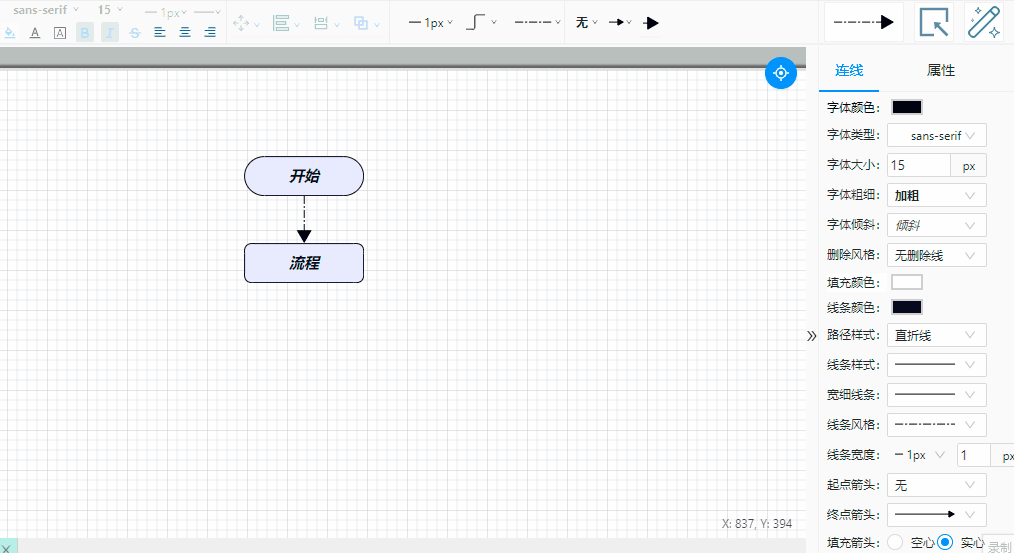 sans-serif 15 1px
A A B I S
1px 无
连线 属性
字体颜色:
字体类型: sans-serif
字体大小: 15 px
字体粗细: 加粗
字体倾斜: 倾斜
删除风格: 无删除线
填充颜色:
线条颜色:
路径样式: 直折线
线条样式:
宽细线条:
线条风格:
线条宽度: 1px 1 px
起点箭头: 无
终点箭头:
填充箭头: 空心 实心
开始
流程
X: 837, Y: 394
录制